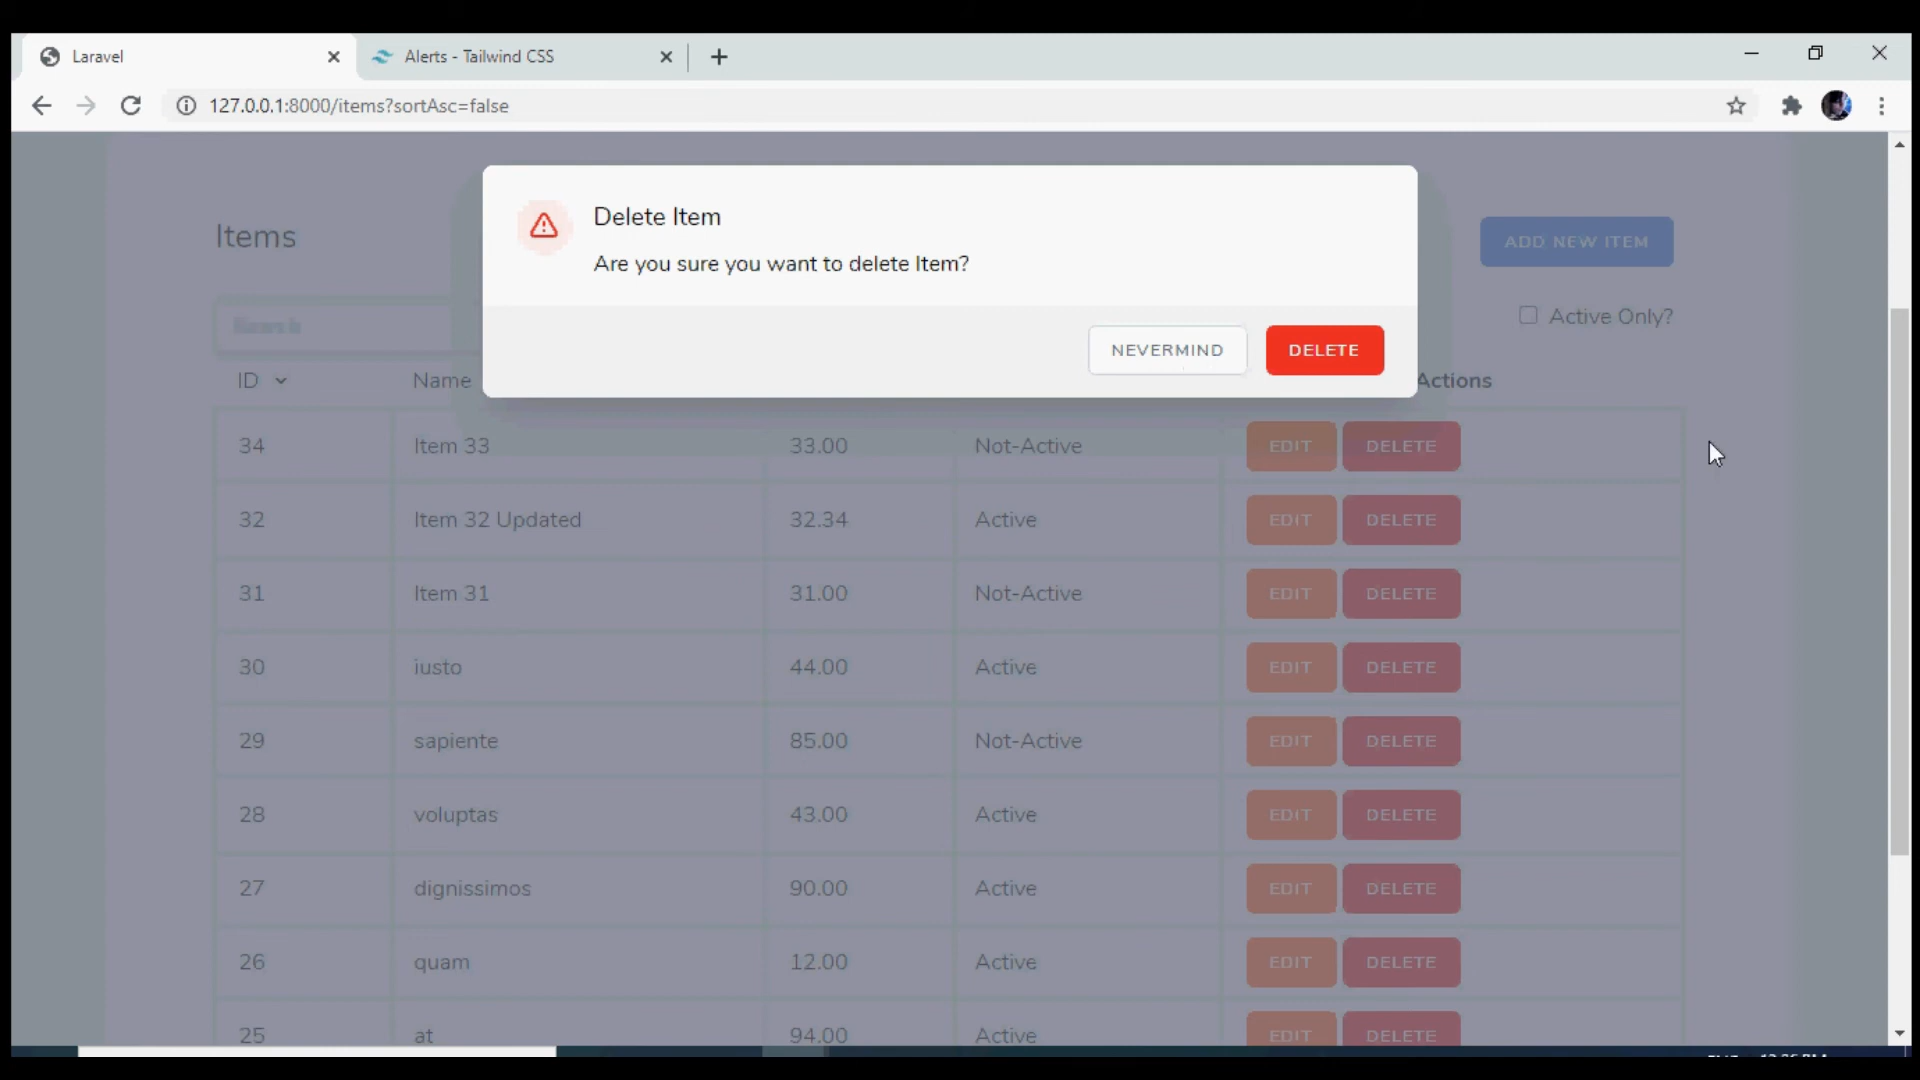 Laravel
Alerts - Tailwind CSS
127.0.0.1:8000/items?sortAsc=false
Delete Item
Are you sure you want to delete Item?
NEVERMIND
DELETE
Items
ADD NEW ITEM
Search
Active Only?
ID
Name
Actions
34 Item 33 33.00 Not-Active EDIT DELETE
32 Item 32 Updated 32.34 Active EDIT DELETE
31 Item 31 31.00 Not-Active EDIT DELETE
30 iusto 44.00 Active EDIT DELETE
29 sapiente 85.00 Not-Active EDIT DELETE
28 voluptas 43.00 Active EDIT DELETE
27 dignissimos 90.00 Active EDIT DELETE
26 quam 12.00 Active EDIT DELETE
25 at 94.00 Active EDIT DELETE